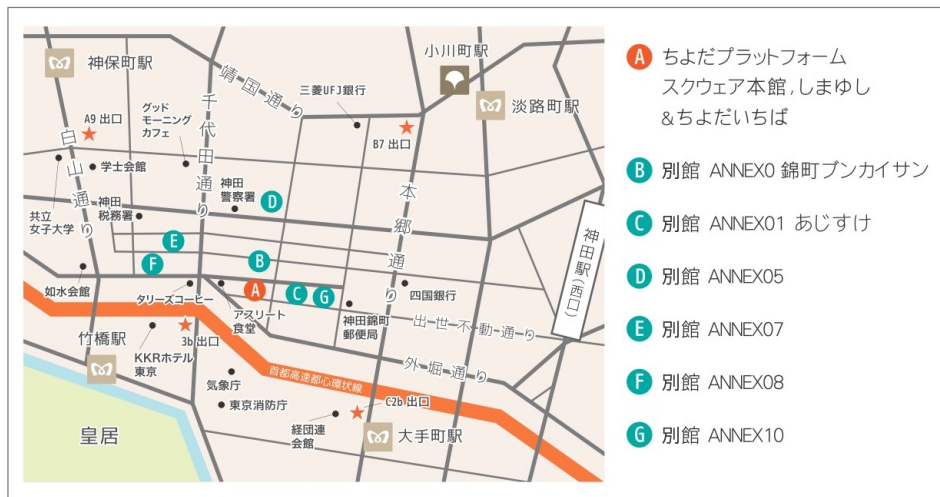 神保町駅
小川町駅
淡路町駅
靖国通り
三菱UFJ銀行
A9 出口
グッド
モーニング
カフェ
千代田通り
B7 出口
白山通り
学士会館
共立
女子大学
神田
税務署
神田
警察署
D
本郷通り
神田駅(西口)
E
F
B
A
C
G
如水会館
タリーズコーヒー
アスリート
食堂
神田錦町
郵便局
四国銀行
出世不動通り
外堀通り
竹橋駅
3b 出口
KKRホテル
東京
首都高速都心環状線
気象庁
東京消防庁
C2b 出口
経団連
会館
大手町駅
皇居
A ちよだプラットフォーム
スクウェア本館,しまゆし
&ちよだいちば
B 別館 ANNEX0 錦町ブンカイサン
C 別館 ANNEX01 あじすけ
D 別館 ANNEX05
E 別館 ANNEX07
F 別館 ANNEX08
G 別館 ANNEX10